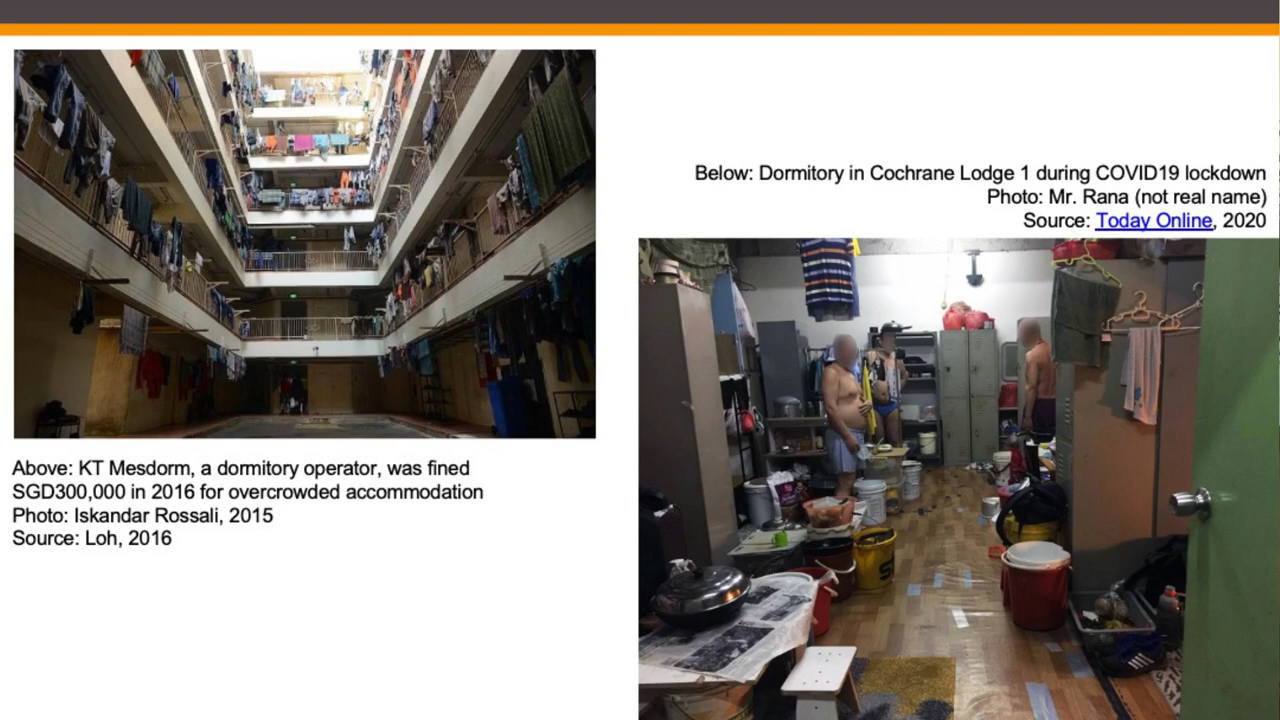 Below: Dormitory in Cochrane Lodge 1 during COVID19 lockdown
Photo: Mr. Rana (not real name)
Source: Today Online, 2020
Above: KT Mesdorm, a dormitory operator, was fined
SGD300,000 in 2016 for overcrowded accommodation
Photo: Iskandar Rossali, 2015
Source: Loh, 2016